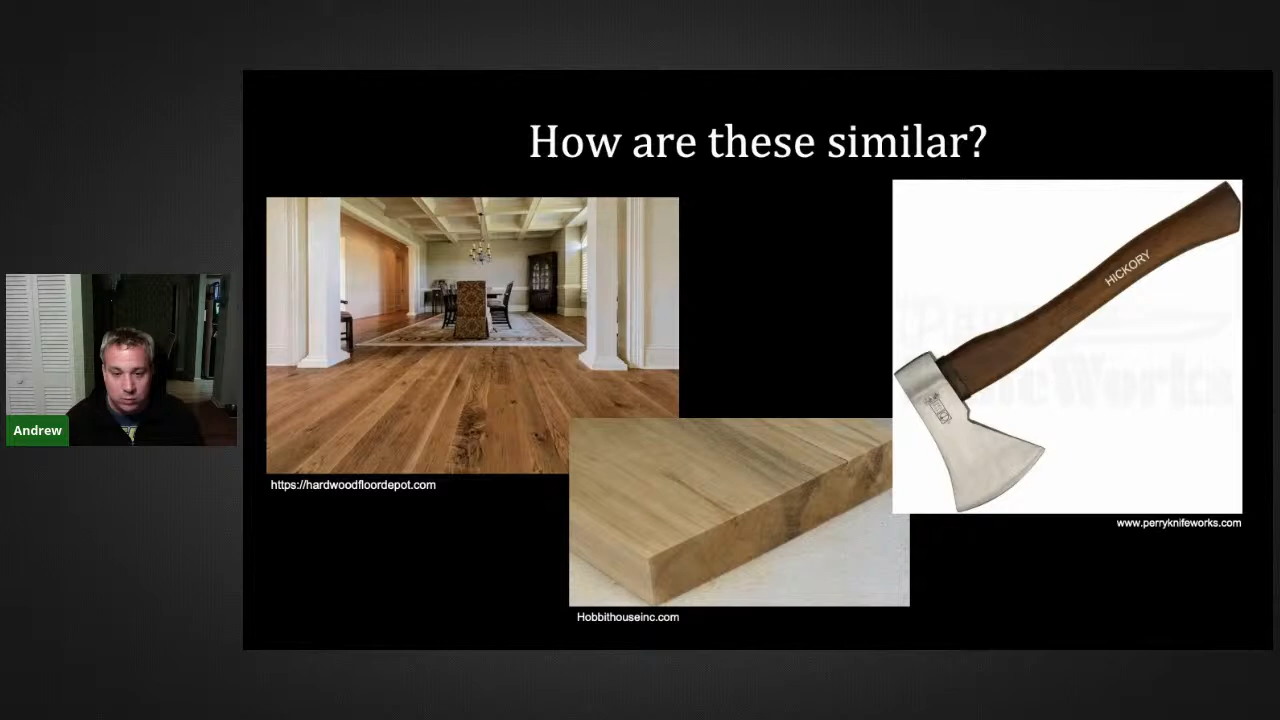 How are these similar?
HICKORY
https://hardwoodfloordepot.com
www.perryknifeworks.com
Hobbithouseinc.com
Andrew